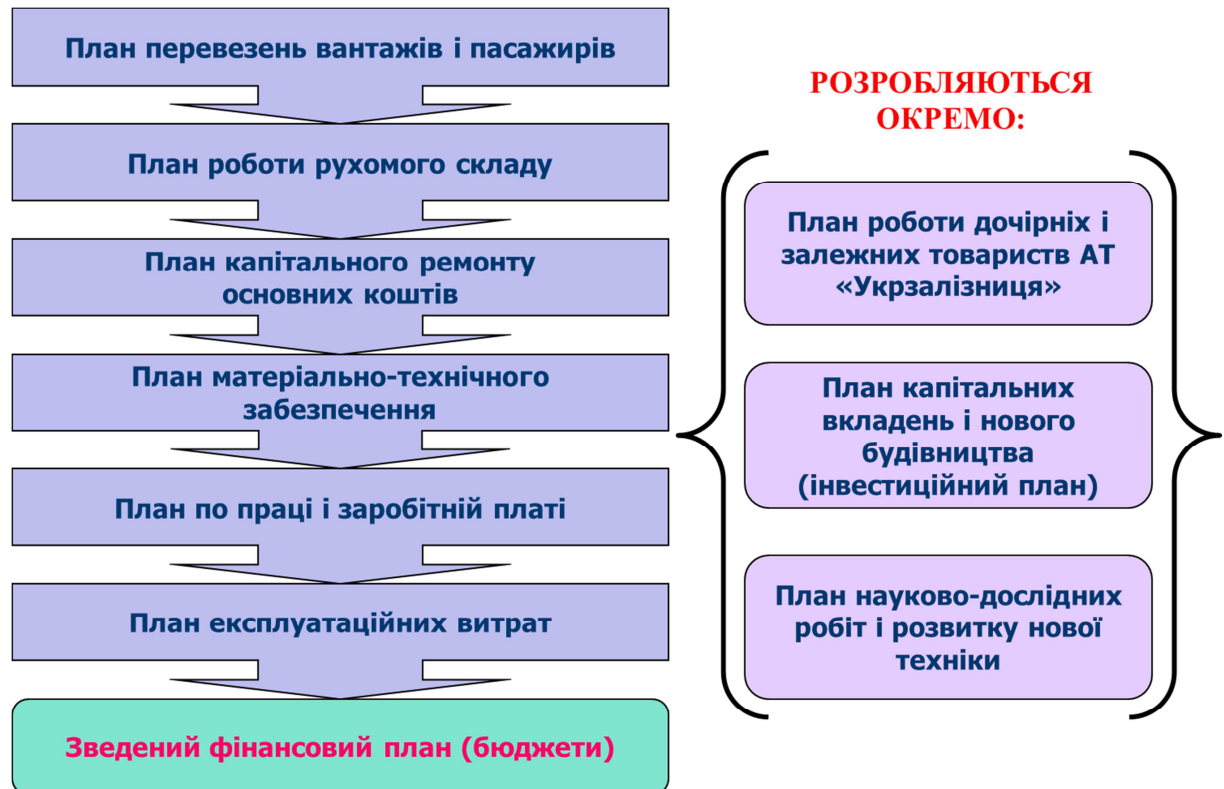 План перевезень вантажів і пасажирів
План роботи рухомого складу
План капітального ремонту
основних коштів
План матеріально-технічного
забезпечення
План по праці і заробітній платі
План експлуатаційних витрат
Зведений фінансовий план (бюджети)
РОЗРОБЛЯЮТЬСЯ
ОКРЕМО:
План роботи дочірніх і
залежних товариств АТ
«Укрзалізниця»
План капітальних
вкладень і нового
будівництва
(інвестиційний план)
План науково-дослідних
робіт і розвитку нової
техніки